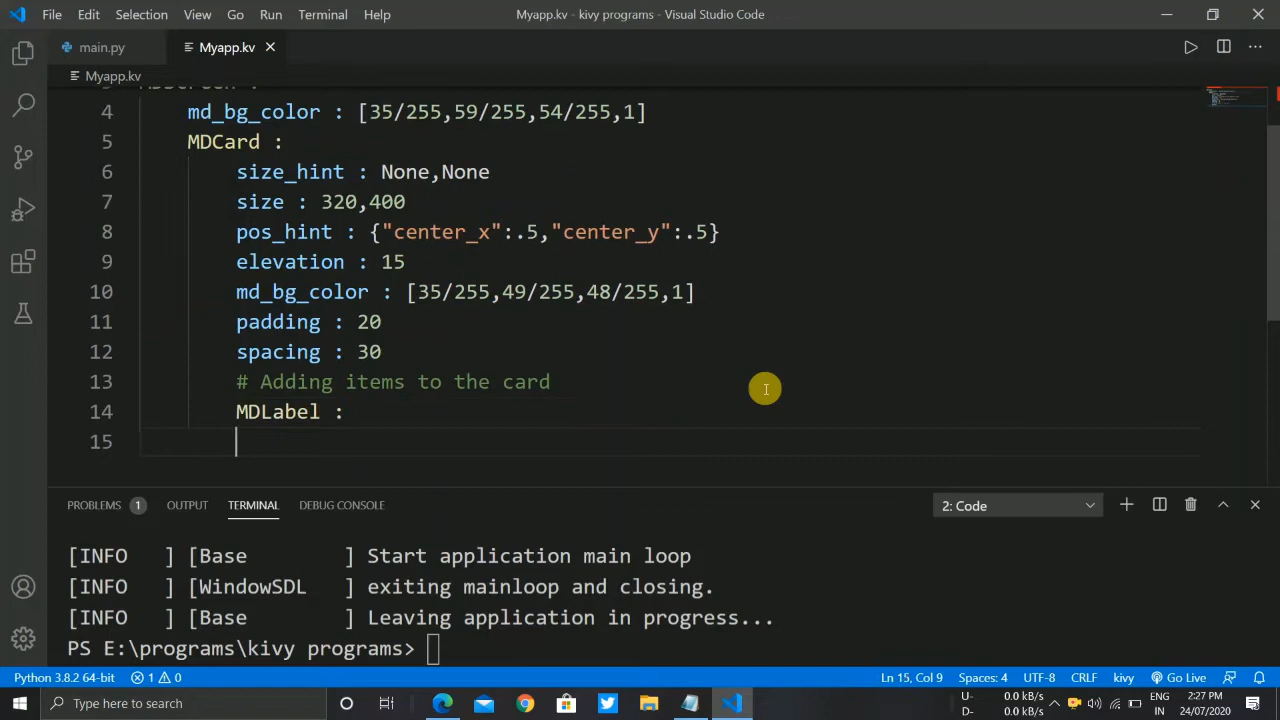 File Edit Selection View Go Run Terminal Help Myapp.kv - kivy programs - Visual Studio Code
main.py Myapp.kv
Myapp.kv
4 md_bg_color : [35/255,59/255,54/255,1]
5 MDCard :
6 size_hint : None,None
7 size : 320,400
8 pos_hint : {"center_x":.5,"center_y":.5}
9 elevation : 15
10 md_bg_color : [35/255,49/255,48/255,1]
11 padding : 20
12 spacing : 30
13 # Adding items to the card
14 MDLabel :
15
PROBLEMS 1 OUTPUT TERMINAL DEBUG CONSOLE 2: Code
[INFO ] [Base ] Start application main loop
[INFO ] [WindowSDL ] exiting mainloop and closing.
[INFO ] [Base ] Leaving application in progress...
PS E:\programs\kivy programs>
Python 3.8.2 64-bit 1 0 Ln 15, Col 9 Spaces: 4 UTF-8 CRLF kivy Go Live
Type here to search U- 0.0 kB/s 0.0 kB/s ENG 2:27 PM
D- 0.0 kB/s 0.0 kB/s IN 24/07/2020